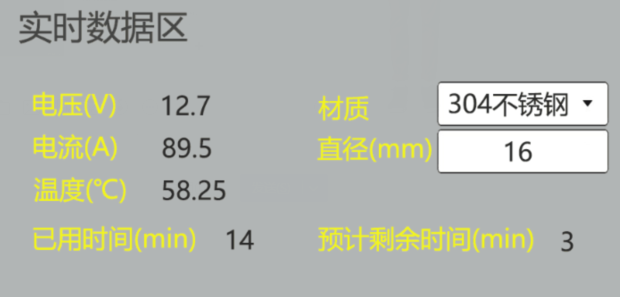 实时数据区
电压(V) 12.7 材质 304不锈钢
电流(A) 89.5 直径(mm) 16
温度(℃) 58.25
已用时间(min) 14 预计剩余时间(min) 3